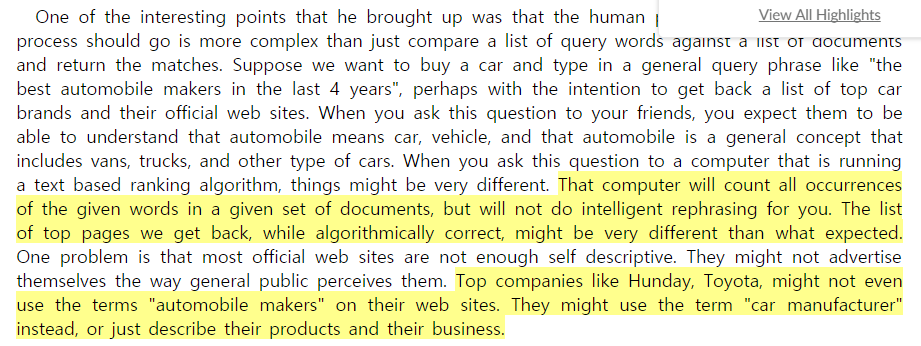 View All Highlights
One of the interesting points that he brought up was that the human
process should go is more complex than just compare a list of query words against a list of documents
and return the matches. Suppose we want to buy a car and type in a general query phrase like "the
best automobile makers in the last 4 years", perhaps with the intention to get back a list of top car
brands and their official web sites. When you ask this question to your friends, you expect them to be
able to understand that automobile means car, vehicle, and that automobile is a general concept that
includes vans, trucks, and other type of cars. When you ask this question to a computer that is running
a text based ranking algorithm, things might be very different. That computer will count all occurrences
of the given words in a given set of documents, but will not do intelligent rephrasing for you. The list
of top pages we get back, while algorithmically correct, might be very different than what expected.
One problem is that most official web sites are not enough self descriptive. They might not advertise
themselves the way general public perceives them. Top companies like Hunday, Toyota, might not even
use the terms "automobile makers" on their web sites. They might use the term "car manufacturer"
instead, or just describe their products and their business.